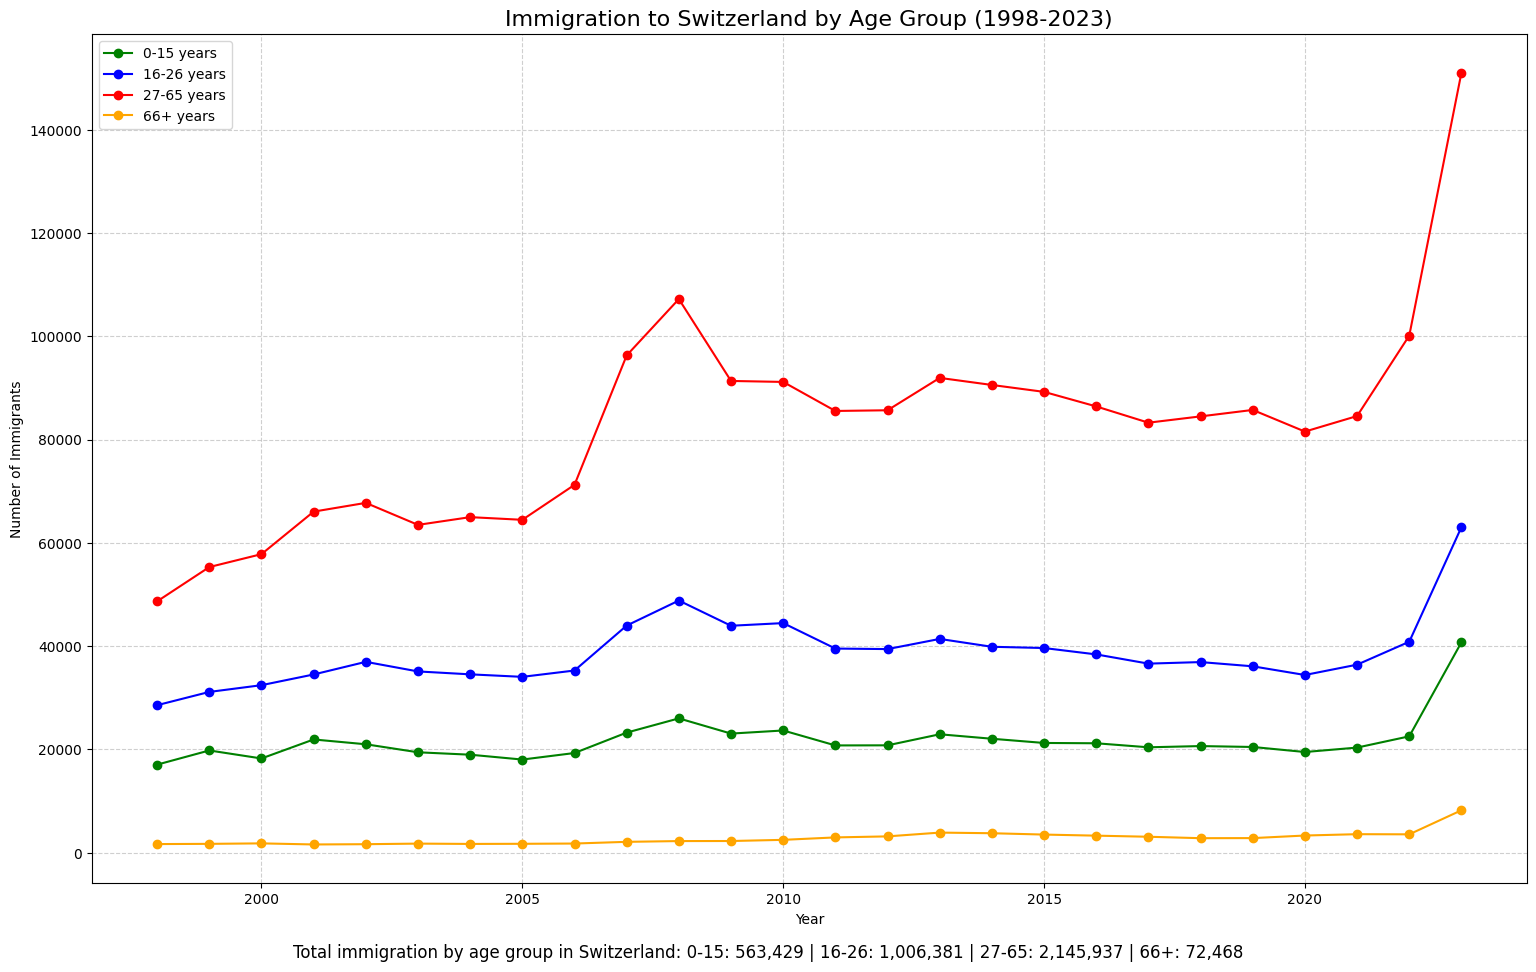 Immigration to Switzerland by Age Group (1998-2023)
0-15 years
16-26 years
27-65 years
66+ years
140000
120000
100000
80000
60000
40000
20000
0
Number of Immigrants
2000
2005
2010
2015
2020
Year
Total immigration by age group in Switzerland: 0-15: 563,429 | 16-26: 1,006,381 | 27-65: 2,145,937 | 66+: 72,468